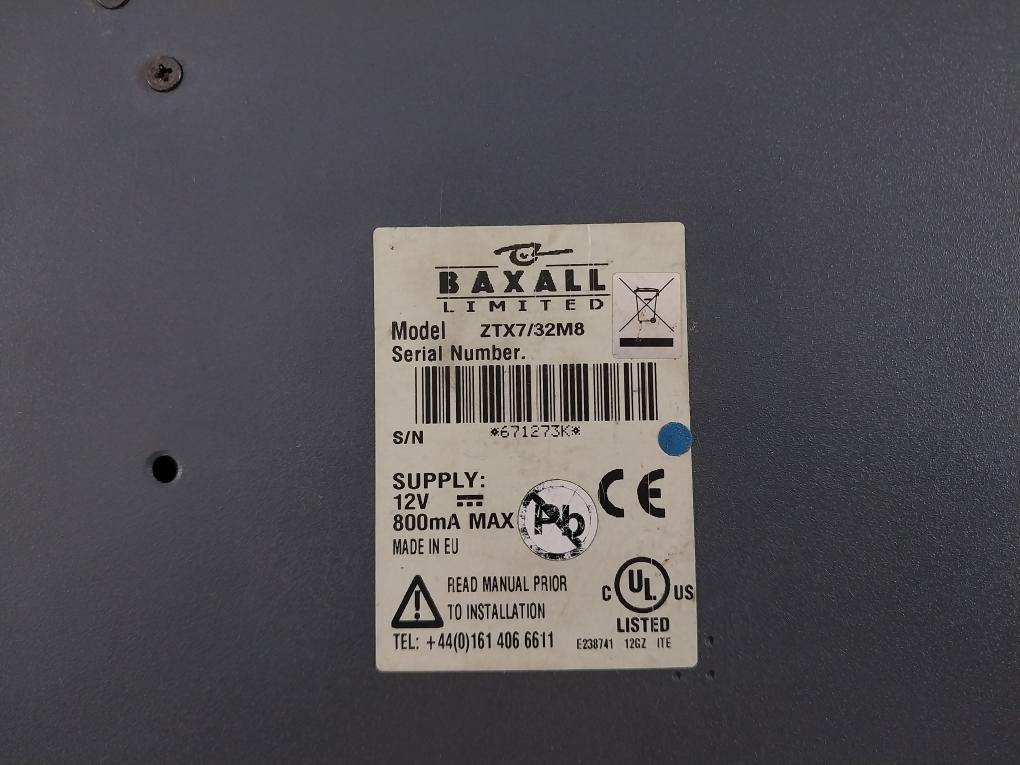 BAXALL
LIMITED
Model ZTX7/32M8
Serial Number.
S/N *671273K*
SUPPLY:
12V
800mA MAX
Pb
CE
MADE IN EU
READ MANUAL PRIOR
TO INSTALLATION
C UL US
LISTED
TEL: +44(0)161 406 6611
E238741 12GZ ITE